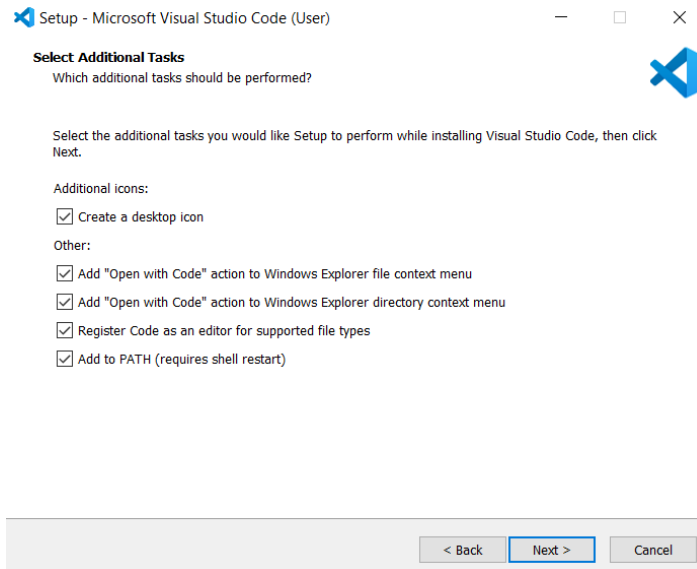 Setup - Microsoft Visual Studio Code (User)
Select Additional Tasks
Which additional tasks should be performed?
Select the additional tasks you would like Setup to perform while installing Visual Studio Code, then click
Next.
Additional icons:
Create a desktop icon
Other:
Add "Open with Code" action to Windows Explorer file context menu
Add "Open with Code" action to Windows Explorer directory context menu
Register Code as an editor for supported file types
Add to PATH (requires shell restart)
< Back Next > Cancel